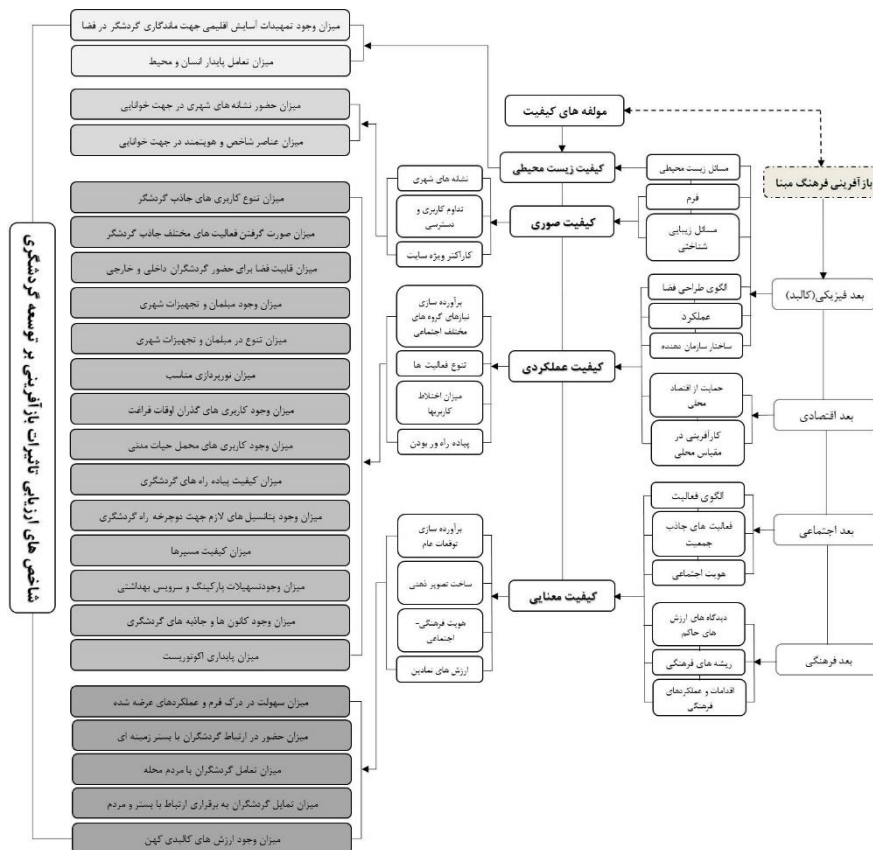 بازآفرینی فرهنگ مبنا
بعد فیزیکی(کالبد)
بعد اقتصادی
بعد اجتماعی
بعد فرهنگی
مسائل زیست محیطی
فرم
مسائل زیبایی
شناختی
الگوی طراحی فضا
عملکرد
ساختار سازمان دهنده
حمایت از اقتصاد
محلی
کارآفرینی در
مقیاس محلی
الگوی فعالیت
فعالیت های جاذب
جمعیت
هویت اجتماعی
دیدگاه های ارزش
های حاکم
ریشه های فرهنگی
اقدامات و عملکردهای
فرهنگی
مولفه های کیفیت
کیفیت زیست محیطی
کیفیت صوری
کیفیت عملکردی
کیفیت معنایی
نشانه های شهری
تداوم کاربری و
دسترسی
کاراکتر ویژه سایت
برآورده سازی
نیازهای گروه های
مختلف اجتماعی
تنوع فعالیت ها
میزان اختلاط
کاربریها
پیاده راه ور بودن
برآورده سازی
توقعات عام
ساخت تصویر ذهنی
هویت فرهنگی-
اجتماعی
ارزش های نمادین
میزان وجود تمهیدات آسایش اقلیمی جهت ماندگاری گردشگر در فضا
میزان تعامل پایدار انسان و محیط
میزان حضور نشانه های شهری در جهت خوانایی
میزان عناصر شاخص و هویتمند در جهت خوانایی
میزان تنوع کاربری های جاذب گردشگر
میزان صورت گرفتن فعالیت های مختلف جاذب گردشگر
میزان قابیت فضا برای حضور گردشگران داخلی و خارجی
میزان وجود مبلمان و تجهیزات شهری
میزان تنوع در مبلمان و تجهیزات شهری
میزان نورپردازی مناسب
میزان وجود کاربری های گذران اوقات فراغت
میزان وجود کاربری های محمل حیات مدنی
میزان کیفیت پیاده راه های گردشگری
میزان وجود پتانسیل های لازم جهت دوچرخه راه گردشگری
میزان کیفیت مسیرها
میزان وجودتسهیلات پارکینگ و سرویس بهداشتی
میزان وجود کانون ها و جاذبه های گردشگری
میزان پایداری اکوتوریست
میزان سهولت در درک فرم و عملکردهای عرضه شده
میزان حضور در ارتباط گردشگران با بستر زمینه ای
میزان تعامل گردشگران با مردم محله
میزان تمایل گردشگران به برقراری ارتباط با بستر و مردم
میزان وجود ارزش های کالبدی کهن
شاخص های ارزیابی تاثیرات بازآفرینی بر توسعه گردشگری